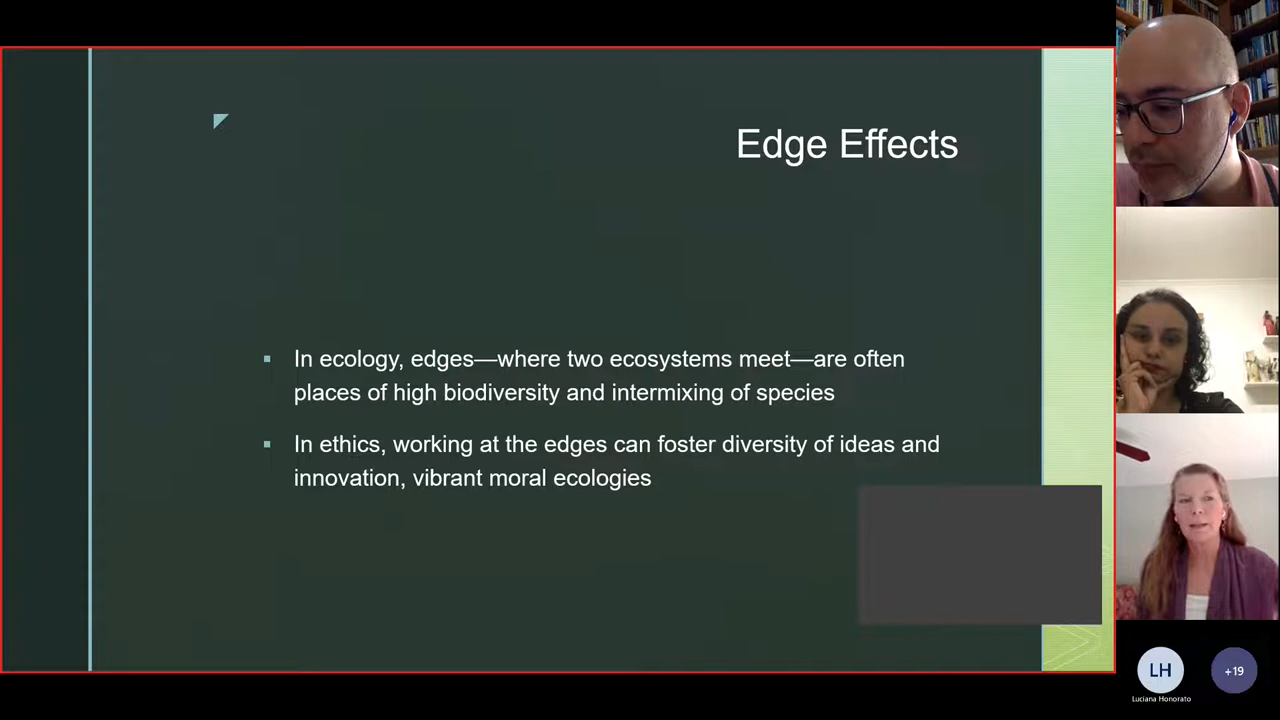 Edge Effects
In ecology, edges—where two ecosystems meet—are often
places of high biodiversity and intermixing of species
In ethics, working at the edges can foster diversity of ideas and
innovation, vibrant moral ecologies
LH
+19
Luciana Honorato